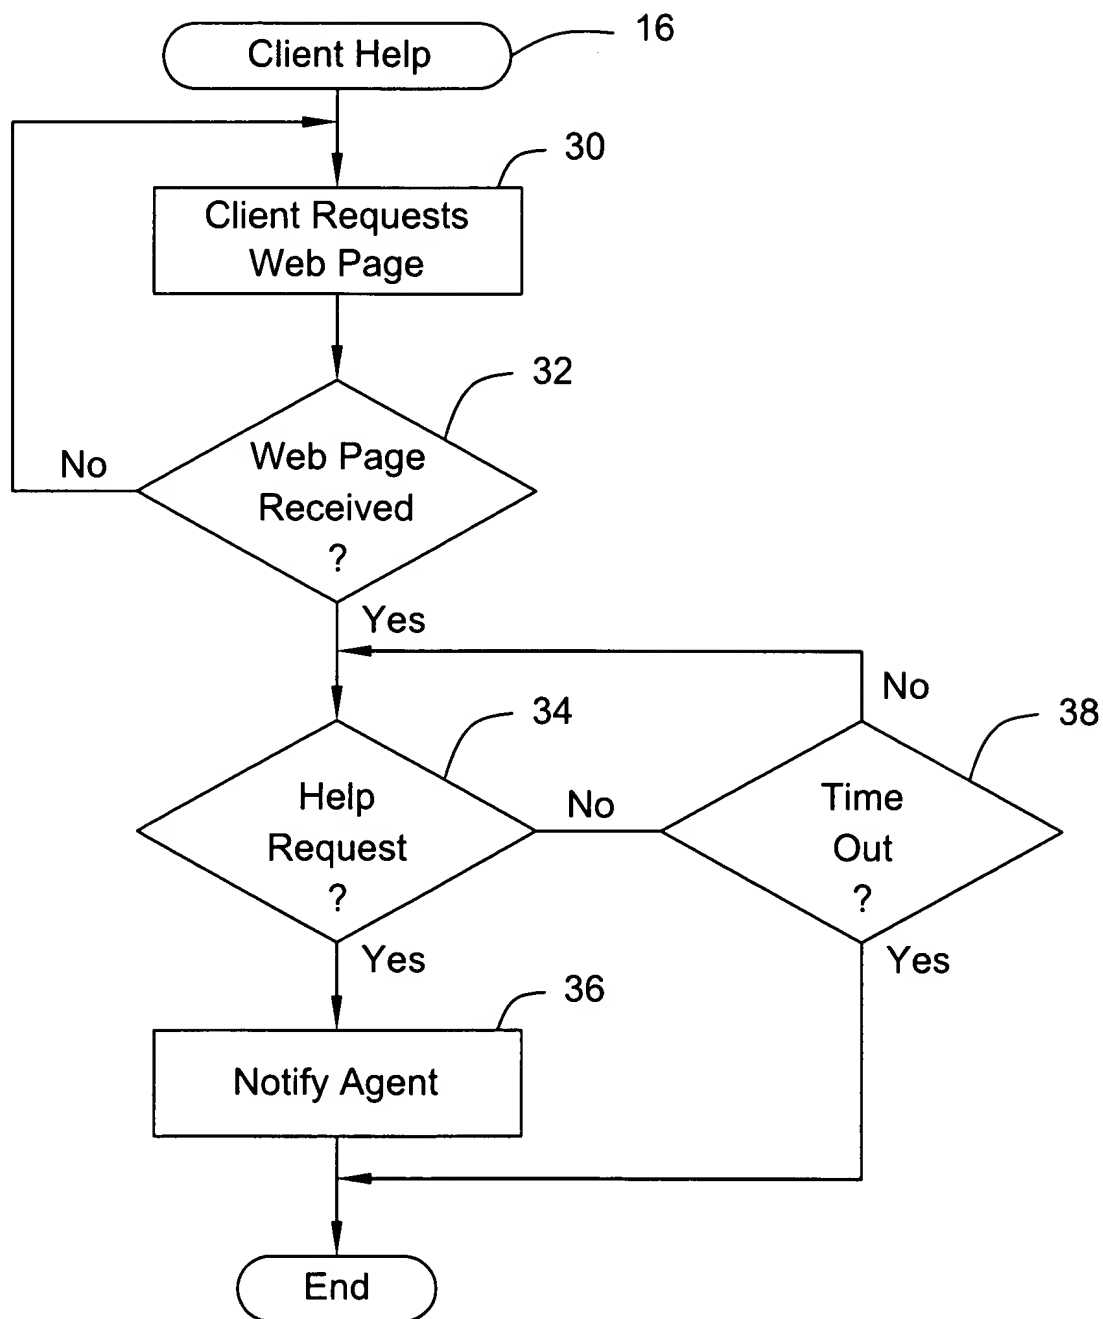 Client Help
16
30
Client Requests
Web Page
32
Web Page
Received
?
No
Yes
No
34
38
Help
Request
?
No
Time
Out
?
Yes
Yes
36
Notify Agent
End